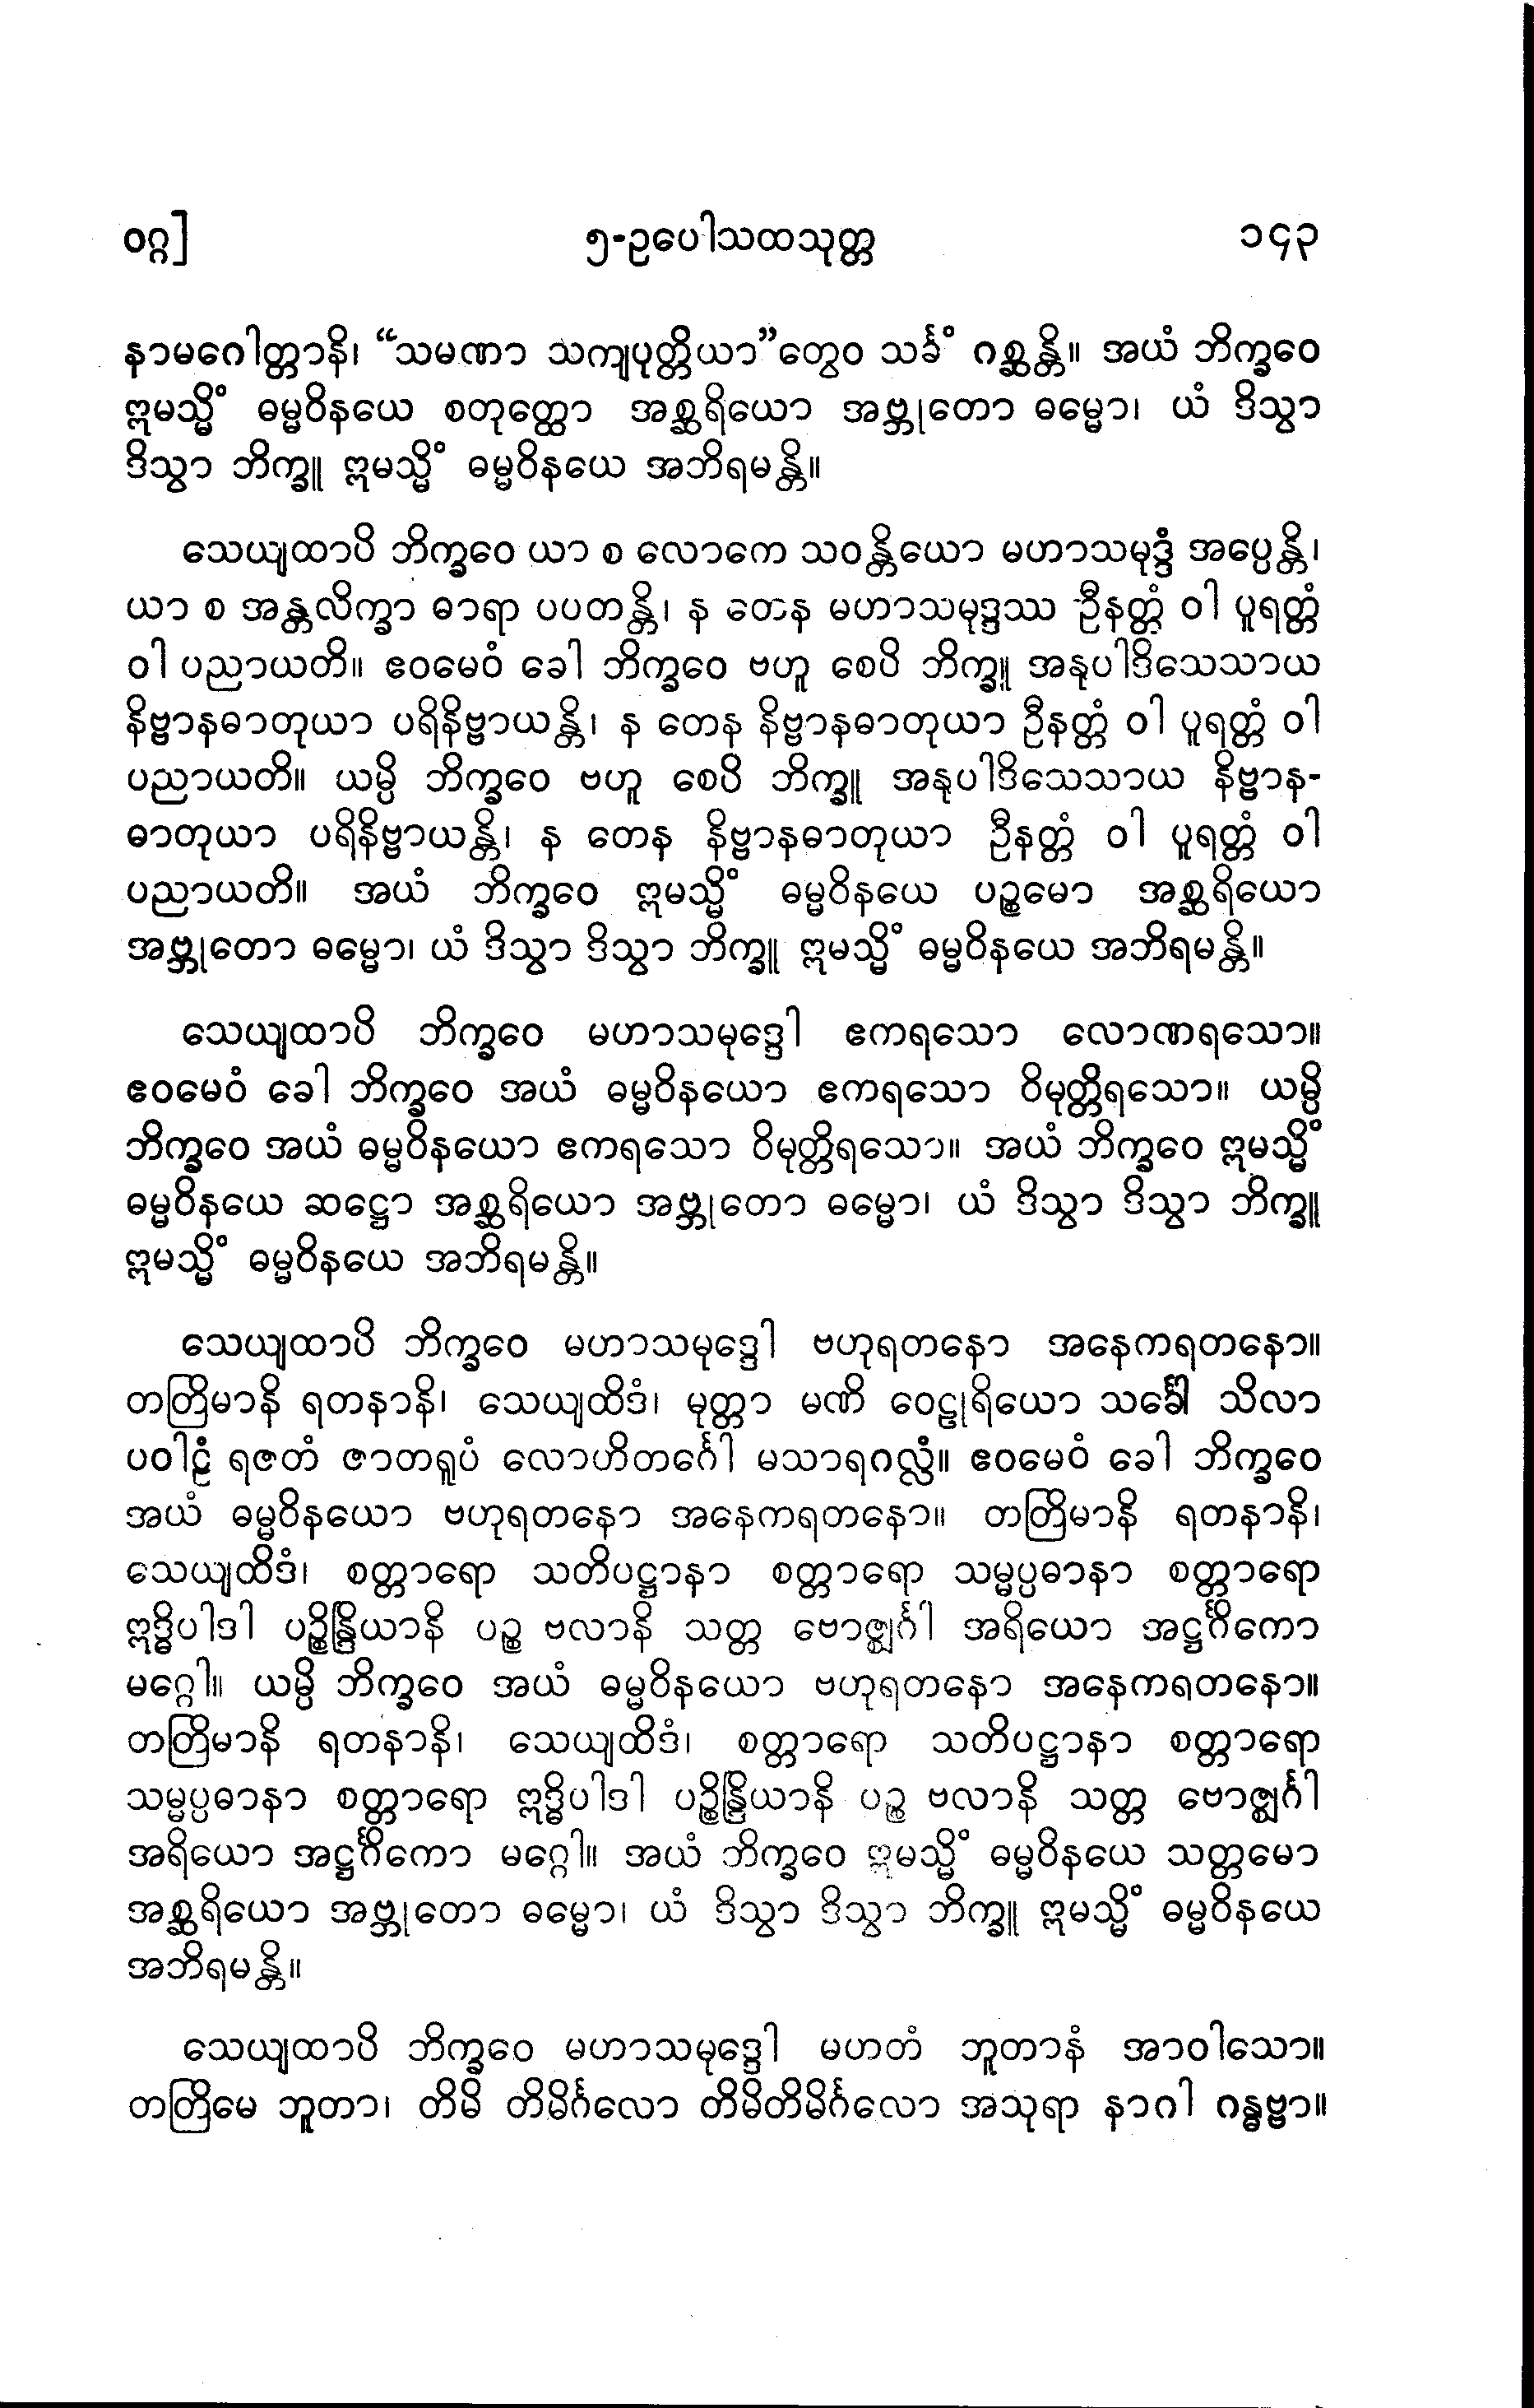 ဝဂ္ဂ] ၅-ဥပေါသထသုတ္တ ၁၄၃
နာမဂေါတ္တာနိ၊ “သမဏာ သကျပုတ္တိယာ”တွေဝ သင်္ခံ ဂစ္ဆန္တိ။ အယံ ဘိက္ခဝေ
ဣမသ္မိံ ဓမ္မဝိနယေ စတုတ္ထော အစ္ဆရိယော အဗ္ဘုတော ဓမ္မော၊ ယံ ဒိသွာ
ဒိသွာ ဘိက္ခူ ဣမသ္မိံ ဓမ္မဝိနယေ အဘိရမန္တိ။
သေယျထာပိ ဘိက္ခဝေ ယာ စ လောကေ သဝန္တိယော မဟာသမုဒ္ဒံ အပ္ပေန္တိ၊
ယာ စ အန္တလိက္ခာ ဓာရာ ပပတန္တိ၊ န တေန မဟာသမုဒ္ဒဿ ဦနတ္တံ ဝါ ပူရတ္တံ
ဝါ ပညာယတိ။ ဧဝမေဝံ ခေါ ဘိက္ခဝေ ဗဟူ စေပိ ဘိက္ခူ အနုပါဒိသေသာယ
နိဗ္ဗာနဓာတုယာ ပရိနိဗ္ဗာယန္တိ၊ န တေန နိဗ္ဗာနဓာတုယာ ဦနတ္တံ ဝါ ပူရတ္တံ ဝါ
ပညာယတိ။ ယမ္ပိ ဘိက္ခဝေ ဗဟူ စေပိ ဘိက္ခူ အနုပါဒိသေသာယ နိဗ္ဗာန-
ဓာတုယာ ပရိနိဗ္ဗာယန္တိ၊ န တေန နိဗ္ဗာနဓာတုယာ ဦနတ္တံ ဝါ ပူရတ္တံ ဝါ
ပညာယတိ။ အယံ ဘိက္ခဝေ ဣမသ္မိံ ဓမ္မဝိနယေ ပဉ္စမော အစ္ဆရိယော
အဗ္ဘုတော ဓမ္မော၊ ယံ ဒိသွာ ဒိသွာ ဘိက္ခူ ဣမသ္မိံ ဓမ္မဝိနယေ အဘိရမန္တိ။
သေယျထာပိ ဘိက္ခဝေ မဟာသမုဒ္ဒေါ ဧကရသော လောဏရသော။
ဧဝမေဝံ ခေါ ဘိက္ခဝေ အယံ ဓမ္မဝိနယော ဧကရသော ဝိမုတ္တိရသော။ ယမ္ပိ
ဘိက္ခဝေ အယံ ဓမ္မဝိနယော ဧကရသော ဝိမုတ္တိရသော။ အယံ ဘိက္ခဝေ ဣမသ္မိံ
ဓမ္မဝိနယေ ဆဋ္ဌော အစ္ဆရိယော အဗ္ဘုတော ဓမ္မော၊ ယံ ဒိသွာ ဒိသွာ ဘိက္ခူ
ဣမသ္မိံ ဓမ္မဝိနယေ အဘိရမန္တိ။
သေယျထာပိ ဘိက္ခဝေ မဟာသမုဒ္ဒေါ ဗဟုရတနော အနေကရတနော။
တတြိမာနိ ရတနာနိ၊ သေယျထိဒံ၊ မုတ္တာ မဏိ ဝေဠုရိယော သင်္ခေါ သိလာ
ပဝါဠံ ရဇတံ ဇာတရူပံ လောဟိတင်္ဂေါ မသာရဂလ္လံ။ ဧဝမေဝံ ခေါ ဘိက္ခဝေ
အယံ ဓမ္မဝိနယော ဗဟုရတနော အနေကရတနော။ တတြိမာနိ ရတနာနိ၊
သေယျထိဒံ၊ စတ္တာရော သတိပဋ္ဌာနာ စတ္တာရော သမ္မပ္ပဓာနာ စတ္တာရော
ဣဒ္ဓိပါဒါ ပဉ္စိန္ဒြိယာနိ ပဉ္စ ဗလာနိ သတ္တ ဗောဇ္ဈင်္ဂါ အရိယော အဋ္ဌင်္ဂိကော
မဂ္ဂေါ။ ယမ္ပိ ဘိက္ခဝေ အယံ ဓမ္မဝိနယော ဗဟုရတနော အနေကရတနော။
တတြိမာနိ ရတနာနိ၊ သေယျထိဒံ၊ စတ္တာရော သတိပဋ္ဌာနာ စတ္တာရော
သမ္မပ္ပဓာနာ စတ္တာရော ဣဒ္ဓိပါဒါ ပဉ္စိန္ဒြိယာနိ ပဉ္စ ဗလာနိ သတ္တ ဗောဇ္ဈင်္ဂါ
အရိယော အဋ္ဌင်္ဂိကော မဂ္ဂေါ။ အယံ ဘိက္ခဝေ ဣမသ္မိံ ဓမ္မဝိနယေ သတ္တမော
အစ္ဆရိယော အဗ္ဘုတော ဓမ္မော၊ ယံ ဒိသွာ ဒိသွာ ဘိက္ခူ ဣမသ္မိံ ဓမ္မဝိနယေ
အဘိရမန္တိ။
သေယျထာပိ ဘိက္ခဝေ မဟာသမုဒ္ဒေါ မဟတံ ဘူတာနံ အာဝါသော။
တတြိမေ ဘူတာ၊ တိမိ တိမိင်္ဂလော တိမိတိမိင်္ဂလော အသုရာ နာဂါ ဂန္ဓဗ္ဗာ။